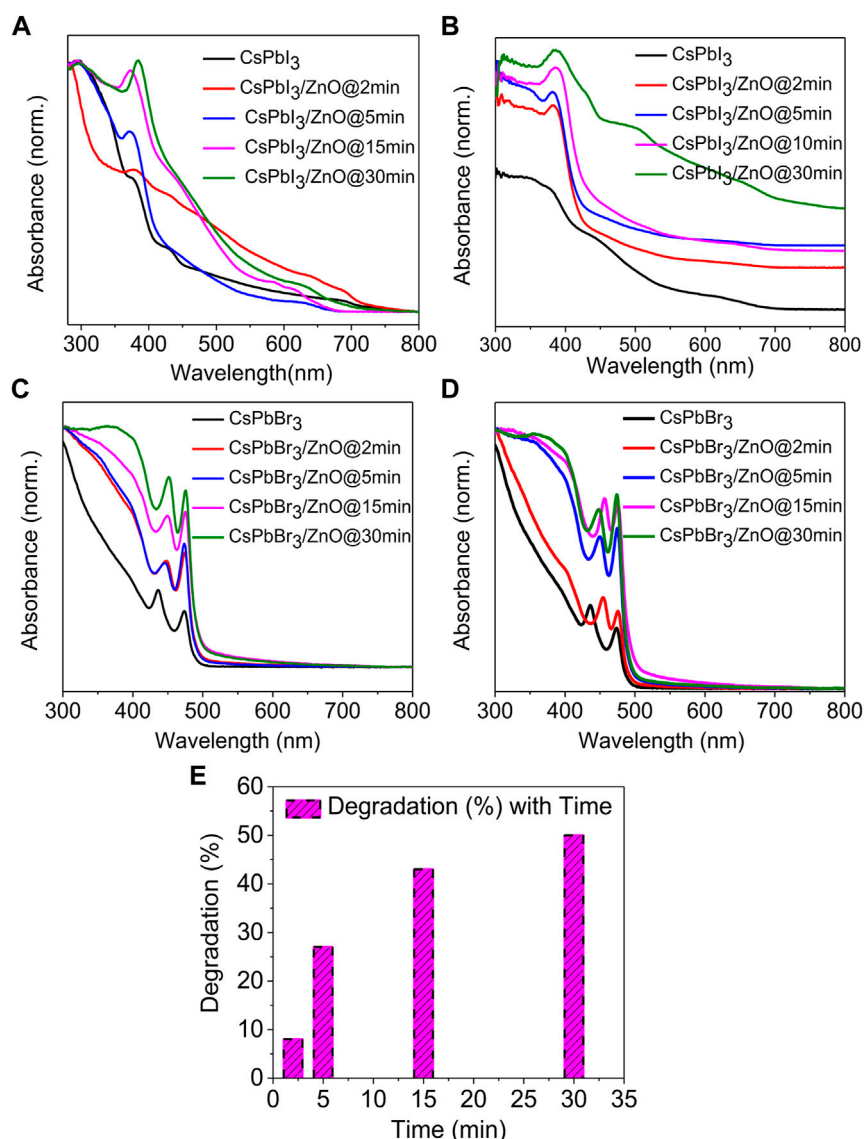 A
CsPbI₃
CsPbI₃/ZnO@2min
CsPbI₃/ZnO@5min
CsPbI₃/ZnO@15min
CsPbI₃/ZnO@30min
Absorbance (norm.)
300 400 500 600 700 800
Wavelength(nm)
B
CsPbI₃
CsPbI₃/ZnO@2min
CsPbI₃/ZnO@5min
CsPbI₃/ZnO@10min
CsPbI₃/ZnO@30min
Absorbance (norm.)
300 400 500 600 700 800
Wavelength (nm)
C
CsPbBr₃
CsPbBr₃/ZnO@2min
CsPbBr₃/ZnO@5min
CsPbBr₃/ZnO@15min
CsPbBr₃/ZnO@30min
Absorbance (norm.)
300 400 500 600 700 800
Wavelength (nm)
D
CsPbBr₃
CsPbBr₃/ZnO@2min
CsPbBr₃/ZnO@5min
CsPbBr₃/ZnO@15min
CsPbBr₃/ZnO@30min
Absorbance (norm.)
300 400 500 600 700 800
Wavelength (nm)
E
Degradation (%) with Time
Degradation (%)
60
50
40
30
20
10
0
0 5 10 15 20 25 30 35
Time (min)